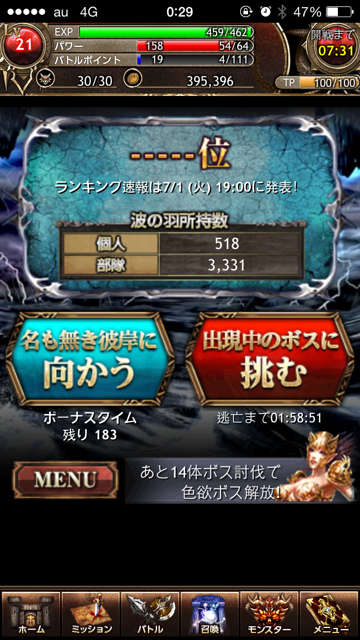 au 4G 0:29 47%
21
EXP 459/462
パワー 158 54/64
バトルポイント 19 4/111
30/30 395,396
開戦まで
07:31
TP 100/100
-----位
ランキング速報は7/1 (火) 19:00に発表!
波の羽所持数
個人 518
部隊 3,331
名も無き彼岸に
向かう
出現中のボスに
挑む
ボーナスタイム
残り 183
逃亡まで01:58:51
MENU
あと14体ボス討伐で
色欲ボス解放!
ホーム ミッション バトル 召喚 モンスター メニュー